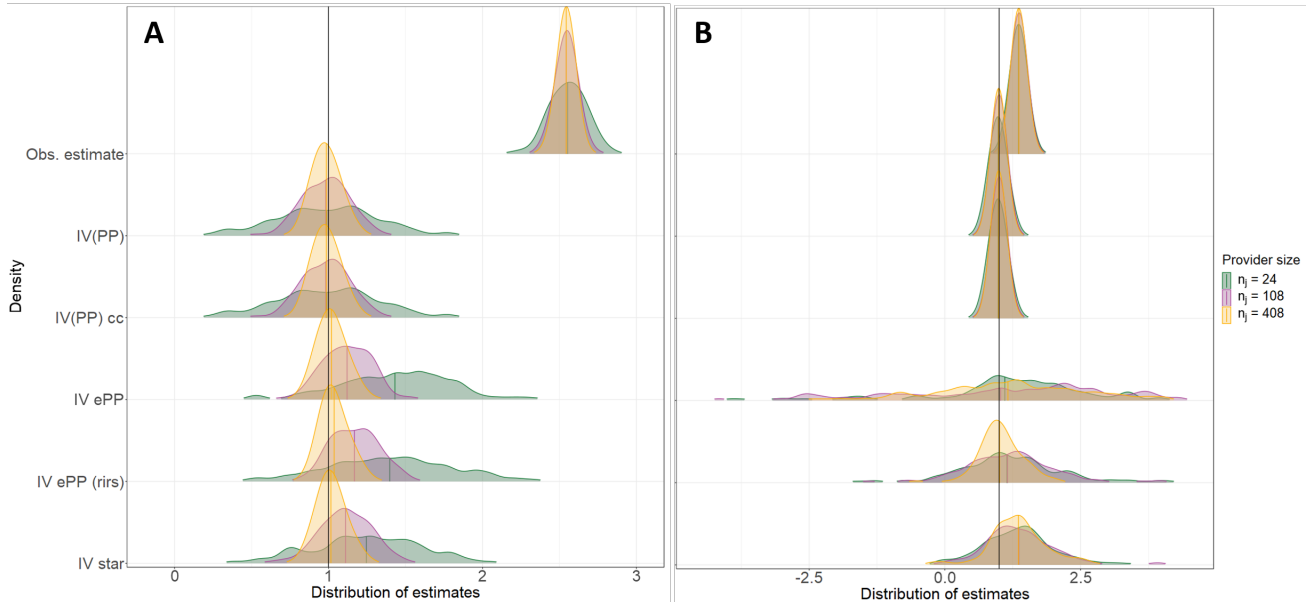 A
B
Density
Obs. estimate
IV(PP)
IV(PP) cc
IV ePP
IV ePP (rirs)
IV star
0
1
2
3
Distribution of estimates
-2.5
0.0
2.5
Distribution of estimates
Provider size
nj = 24
nj = 108
nj = 408